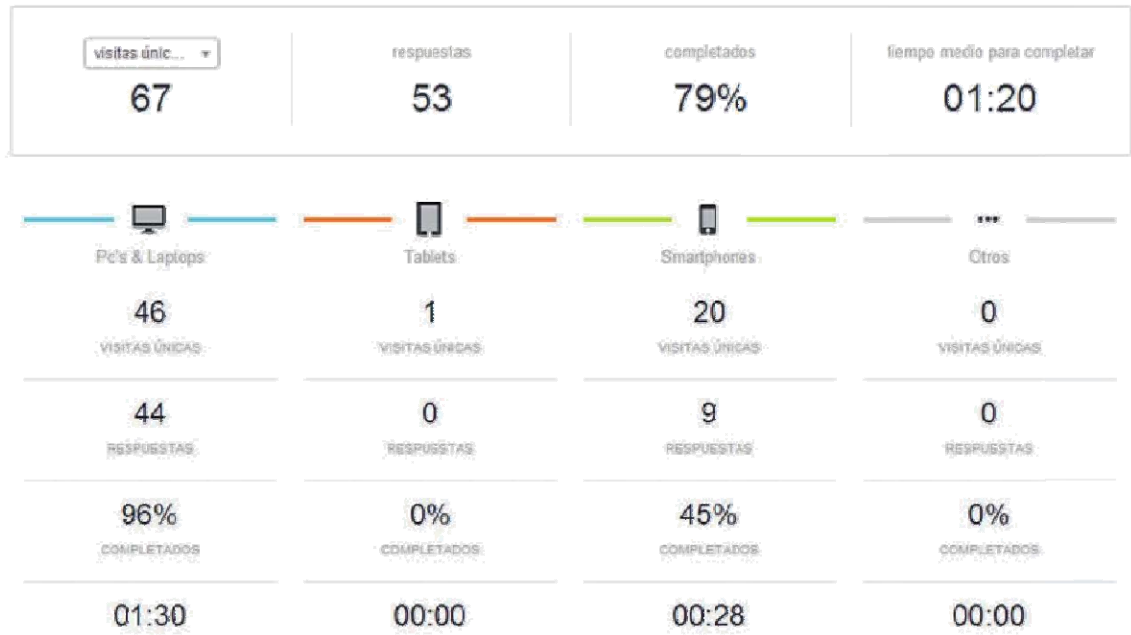 visitas únic... respuestas completados tiempo medio para completar
67 53 79% 01:20
Pc's & Laptops Tablets Smartphones Otros
46 1 20 0
VISITAS ÚNICAS VISITAS ÚNICAS VISITAS ÚNICAS VISITAS ÚNICAS
44 0 9 0
RESPUESTAS RESPUESTAS RESPUESTAS RESPUESTAS
96% 0% 45% 0%
COMPLETADOS COMPLETADOS COMPLETADOS COMPLETADOS
01:30 00:00 00:28 00:00